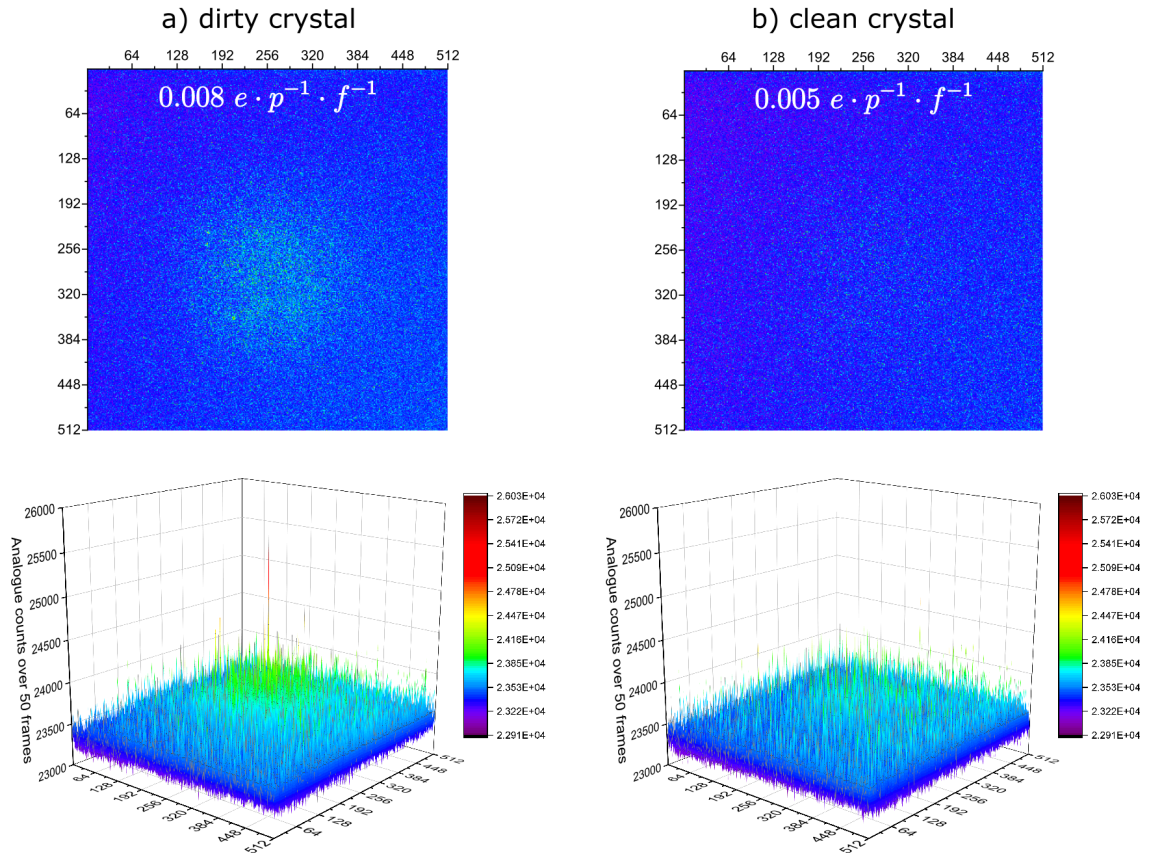 a) dirty crystal
b) clean crystal
64 128 192 256 320 384 448 512
64 128 192 256 320 384 448 512
0.008 e · p⁻¹ · f⁻¹
0.005 e · p⁻¹ · f⁻¹
64
128
192
256
320
384
448
512
64
128
192
256
320
384
448
512
Analogue counts over 50 frames
26000
25500
25000
24500
24000
23500
23000
64 128 192 256 320 384 448 512
64 128 192 256 320 384 448 512
2.603E+04
2.572E+04
2.541E+04
2.509E+04
2.478E+04
2.447E+04
2.416E+04
2.385E+04
2.353E+04
2.322E+04
2.291E+04
Analogue counts over 50 frames
26000
25500
25000
24500
24000
23500
23000
64 128 192 256 320 384 448 512
64 128 192 256 320 384 448 512
2.603E+04
2.572E+04
2.541E+04
2.509E+04
2.478E+04
2.447E+04
2.416E+04
2.385E+04
2.353E+04
2.322E+04
2.291E+04